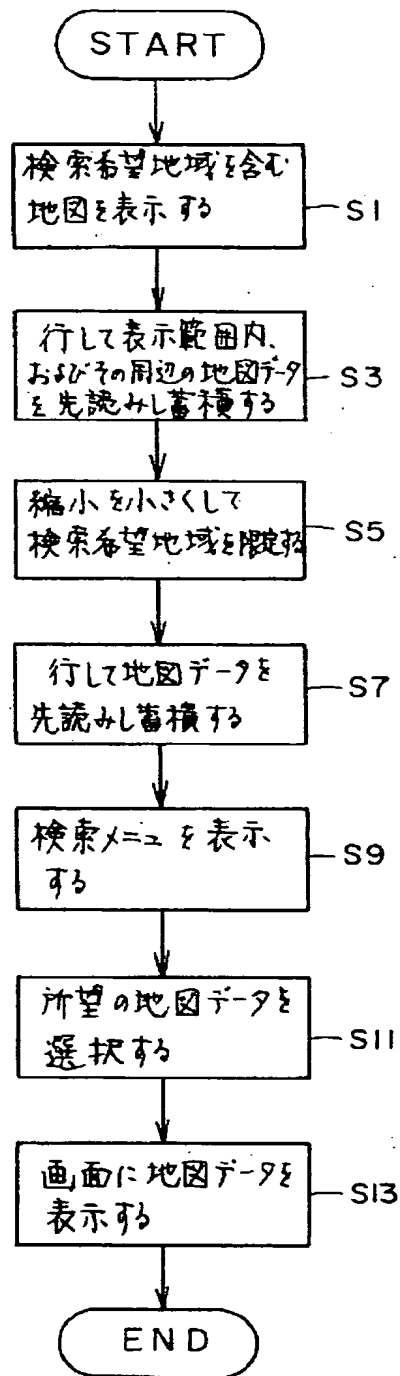 START
検索希望地域を含む
地図を表示する
S1
行して表示範囲内、
およびその周辺の地図データ
を先読みし蓄積する
S3
縮小を小さくして
検索希望地域を限定する
S5
行して地図データを
先読みし蓄積する
S7
検索メニュを表示
する
S9
所望の地図データを
選択する
S11
画面に地図データを
表示する
S13
END